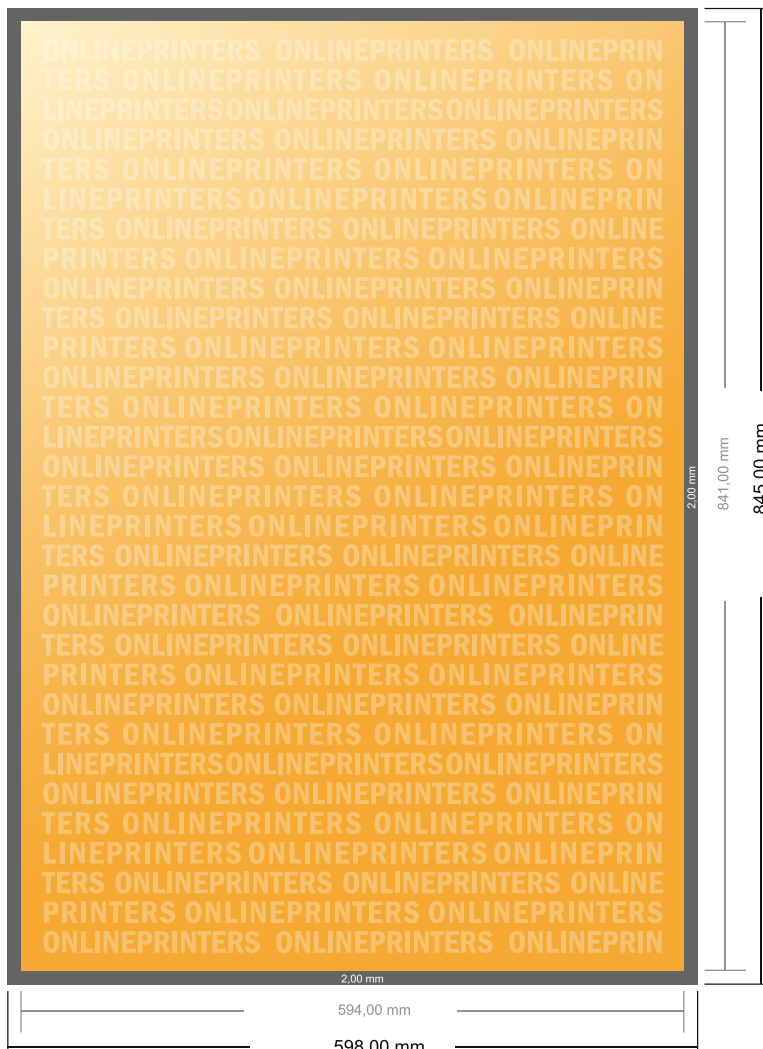 ONLINEPRINTERS ONLINEPRINTERS ONLINEPRIN
TERS ONLINEPRINTERS ONLINEPRINTERS ON
LINEPRINTERSONLINEPRINTERSONLINEPRINTERS
ONLINEPRINTERS ONLINEPRINTERS ONLINEPRIN
TERS ONLINEPRINTERS ONLINEPRINTERS ON
LINEPRINTERS ONLINEPRINTERS ONLINEPRIN
TERS ONLINEPRINTERS ONLINEPRINTERS ONLINE
PRINTERS ONLINEPRINTERS ONLINEPRINTERS
ONLINEPRINTERS ONLINEPRINTERS ONLINEPRIN
TERS ONLINEPRINTERS ONLINEPRINTERS ONLINE
PRINTERS ONLINEPRINTERS ONLINEPRINTERS
ONLINEPRINTERS ONLINEPRINTERS ONLINEPRIN
TERS ONLINEPRINTERS ONLINEPRINTERS ON
LINEPRINTERSONLINEPRINTERSONLINEPRINTERS
ONLINEPRINTERS ONLINEPRINTERS ONLINEPRIN
TERS ONLINEPRINTERS ONLINEPRINTERS ON
LINEPRINTERS ONLINEPRINTERS ONLINEPRIN
TERS ONLINEPRINTERS ONLINEPRINTERS ONLINE
PRINTERS ONLINEPRINTERS ONLINEPRINTERS
ONLINEPRINTERS ONLINEPRINTERS ONLINEPRIN
TERS ONLINEPRINTERS ONLINEPRINTERS ONLINE
PRINTERS ONLINEPRINTERS ONLINEPRINTERS
ONLINEPRINTERS ONLINEPRINTERS ONLINEPRIN
TERS ONLINEPRINTERS ONLINEPRINTERS ON
LINEPRINTERSONLINEPRINTERSONLINEPRINTERS
ONLINEPRINTERS ONLINEPRINTERS ONLINEPRIN
TERS ONLINEPRINTERS ONLINEPRINTERS ON
LINEPRINTERS ONLINEPRINTERS ONLINEPRIN
TERS ONLINEPRINTERS ONLINEPRINTERS ONLINE
PRINTERS ONLINEPRINTERS ONLINEPRINTERS
ONLINEPRINTERS ONLINEPRINTERS ONLINEPRIN
2,00 mm
841,00 mm
845,00 mm
2,00 mm
594,00 mm
598,00 mm